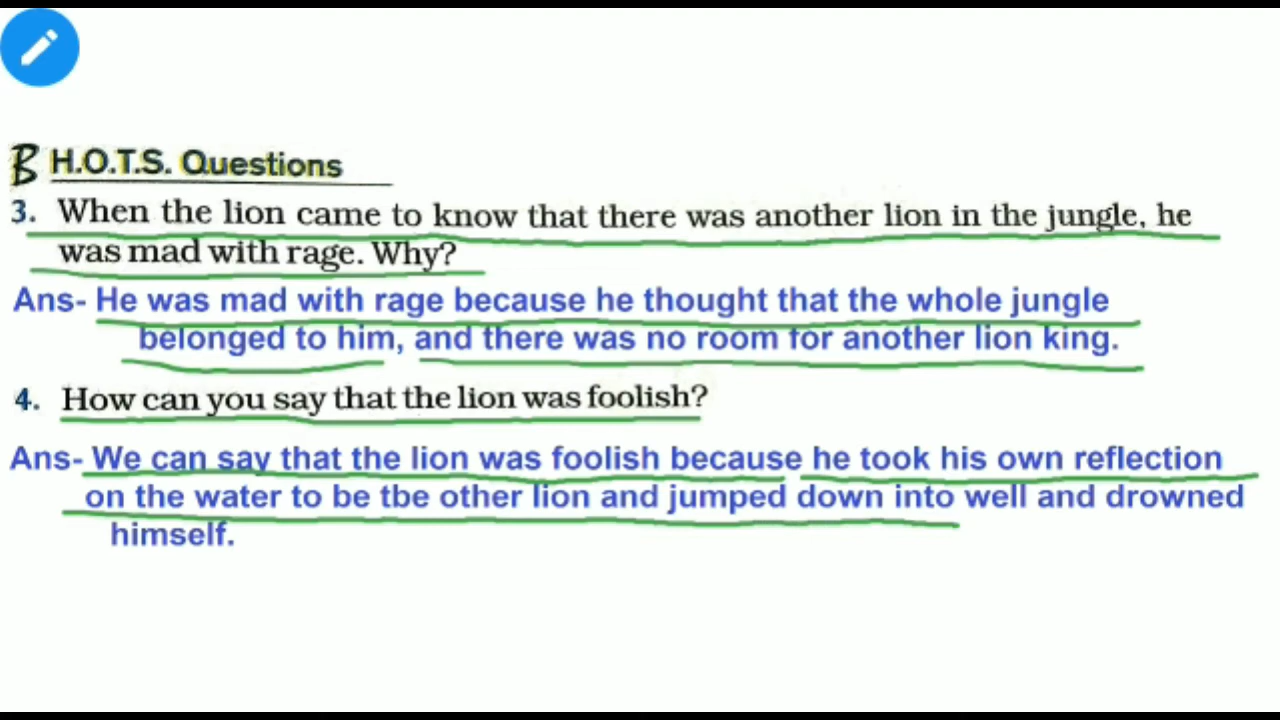 B H.O.T.S. Questions
3. When the lion came to know that there was another lion in the jungle, he
was mad with rage. Why?
Ans- He was mad with rage because he thought that the whole jungle
belonged to him, and there was no room for another lion king.
4. How can you say that the lion was foolish?
Ans- We can say that the lion was foolish because he took his own reflection
on the water to be tbe other lion and jumped down into well and drowned
himself.